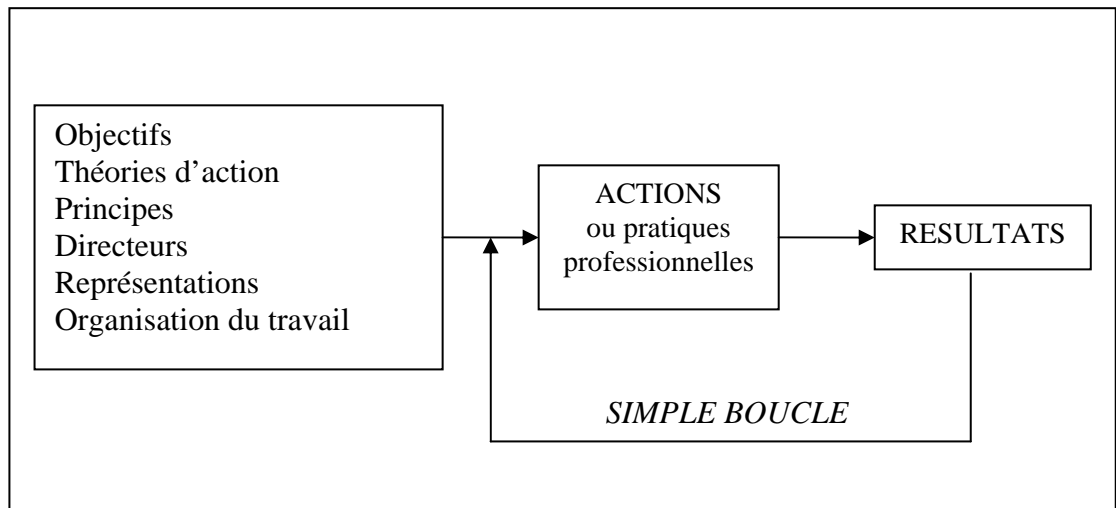 Objectifs
Théories d'action
Principes
Directeurs
Représentations
Organisation du travail
ACTIONS
ou pratiques
professionnelles
RESULTATS
SIMPLE BOUCLE